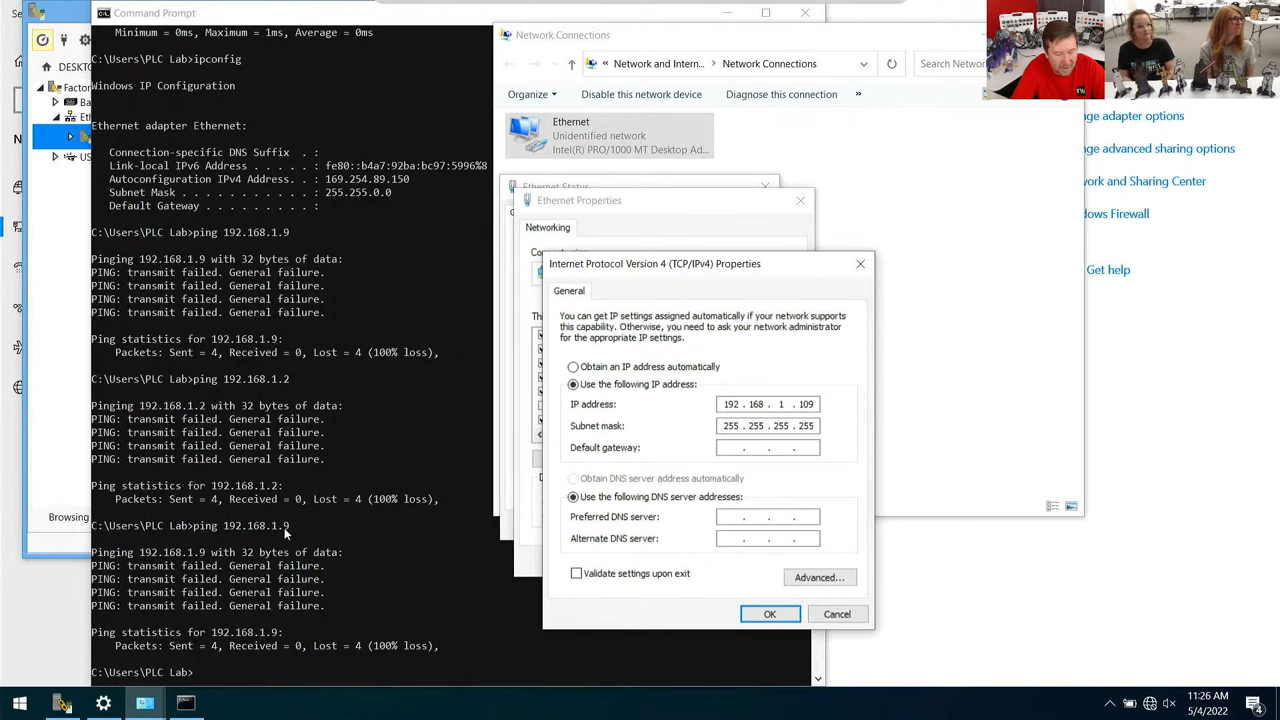 Command Prompt
Minimum = 0ms, Maximum = 1ms, Average = 0ms
C:\Users\PLC Lab>ipconfig
Windows IP Configuration
Ethernet adapter Ethernet:
Connection-specific DNS Suffix . :
Link-local IPv6 Address . . . . . : fe80::b4a7:92ba:bc97:5996%8
Autoconfiguration IPv4 Address. . : 169.254.89.150
Subnet Mask . . . . . . . . . . . : 255.255.0.0
Default Gateway . . . . . . . . . :
C:\Users\PLC Lab>ping 192.168.1.9
Pinging 192.168.1.9 with 32 bytes of data:
PING: transmit failed. General failure.
PING: transmit failed. General failure.
PING: transmit failed. General failure.
PING: transmit failed. General failure.
Ping statistics for 192.168.1.9:
Packets: Sent = 4, Received = 0, Lost = 4 (100% loss),
C:\Users\PLC Lab>ping 192.168.1.2
Pinging 192.168.1.2 with 32 bytes of data:
PING: transmit failed. General failure.
PING: transmit failed. General failure.
PING: transmit failed. General failure.
PING: transmit failed. General failure.
Ping statistics for 192.168.1.2:
Packets: Sent = 4, Received = 0, Lost = 4 (100% loss),
C:\Users\PLC Lab>ping 192.168.1.9
Pinging 192.168.1.9 with 32 bytes of data:
PING: transmit failed. General failure.
PING: transmit failed. General failure.
PING: transmit failed. General failure.
PING: transmit failed. General failure.
Ping statistics for 192.168.1.9:
Packets: Sent = 4, Received = 0, Lost = 4 (100% loss),
C:\Users\PLC Lab>
DESKTO
Factor
Ba
Eth
US
Browsing
Network Connections
« Network and Intern... > Network Connections
Search Network
Organize
Disable this network device
Diagnose this connection
»
Ethernet
Unidentified network
Intel(R) PRO/1000 MT Desktop Ad...
Ethernet Status
Ethernet Properties
Networking
Internet Protocol Version 4 (TCP/IPv4) Properties
General
You can get IP settings assigned automatically if your network supports
this capability. Otherwise, you need to ask your network administrator
for the appropriate IP settings.
Obtain an IP address automatically
Use the following IP address:
IP address: 192 . 168 . 1 . 109
Subnet mask: 255 . 255 . 255 . 255
Default gateway: . . .
Obtain DNS server address automatically
Use the following DNS server addresses:
Preferred DNS server: . . .
Alternate DNS server: . . .
Validate settings upon exit
Advanced...
OK
Cancel
nge adapter options
nge advanced sharing options
work and Sharing Center
dows Firewall
Get help
11:26 AM
5/4/2022
4